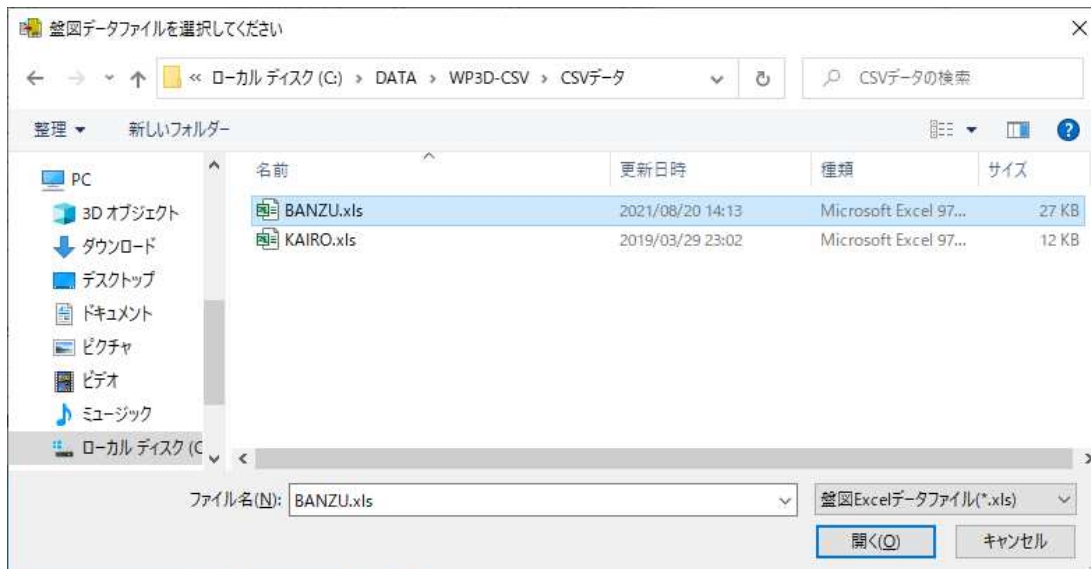 盤図データファイルを選択してください
« ローカル ディスク (C:) › DATA › WP3D-CSV › CSVデータ
CSVデータの検索
整理 ▼ 新しいフォルダー
名前 更新日時 種類 サイズ
PC
3D オブジェクト
ダウンロード
デスクトップ
ドキュメント
ピクチャ
ビデオ
ミュージック
ローカル ディスク (C
BANZU.xls 2021/08/20 14:13 Microsoft Excel 97... 27 KB
KAIRO.xls 2019/03/29 23:02 Microsoft Excel 97... 12 KB
ファイル名(N): BANZU.xls 盤図Excelデータファイル(*.xls)
開く(O) キャンセル